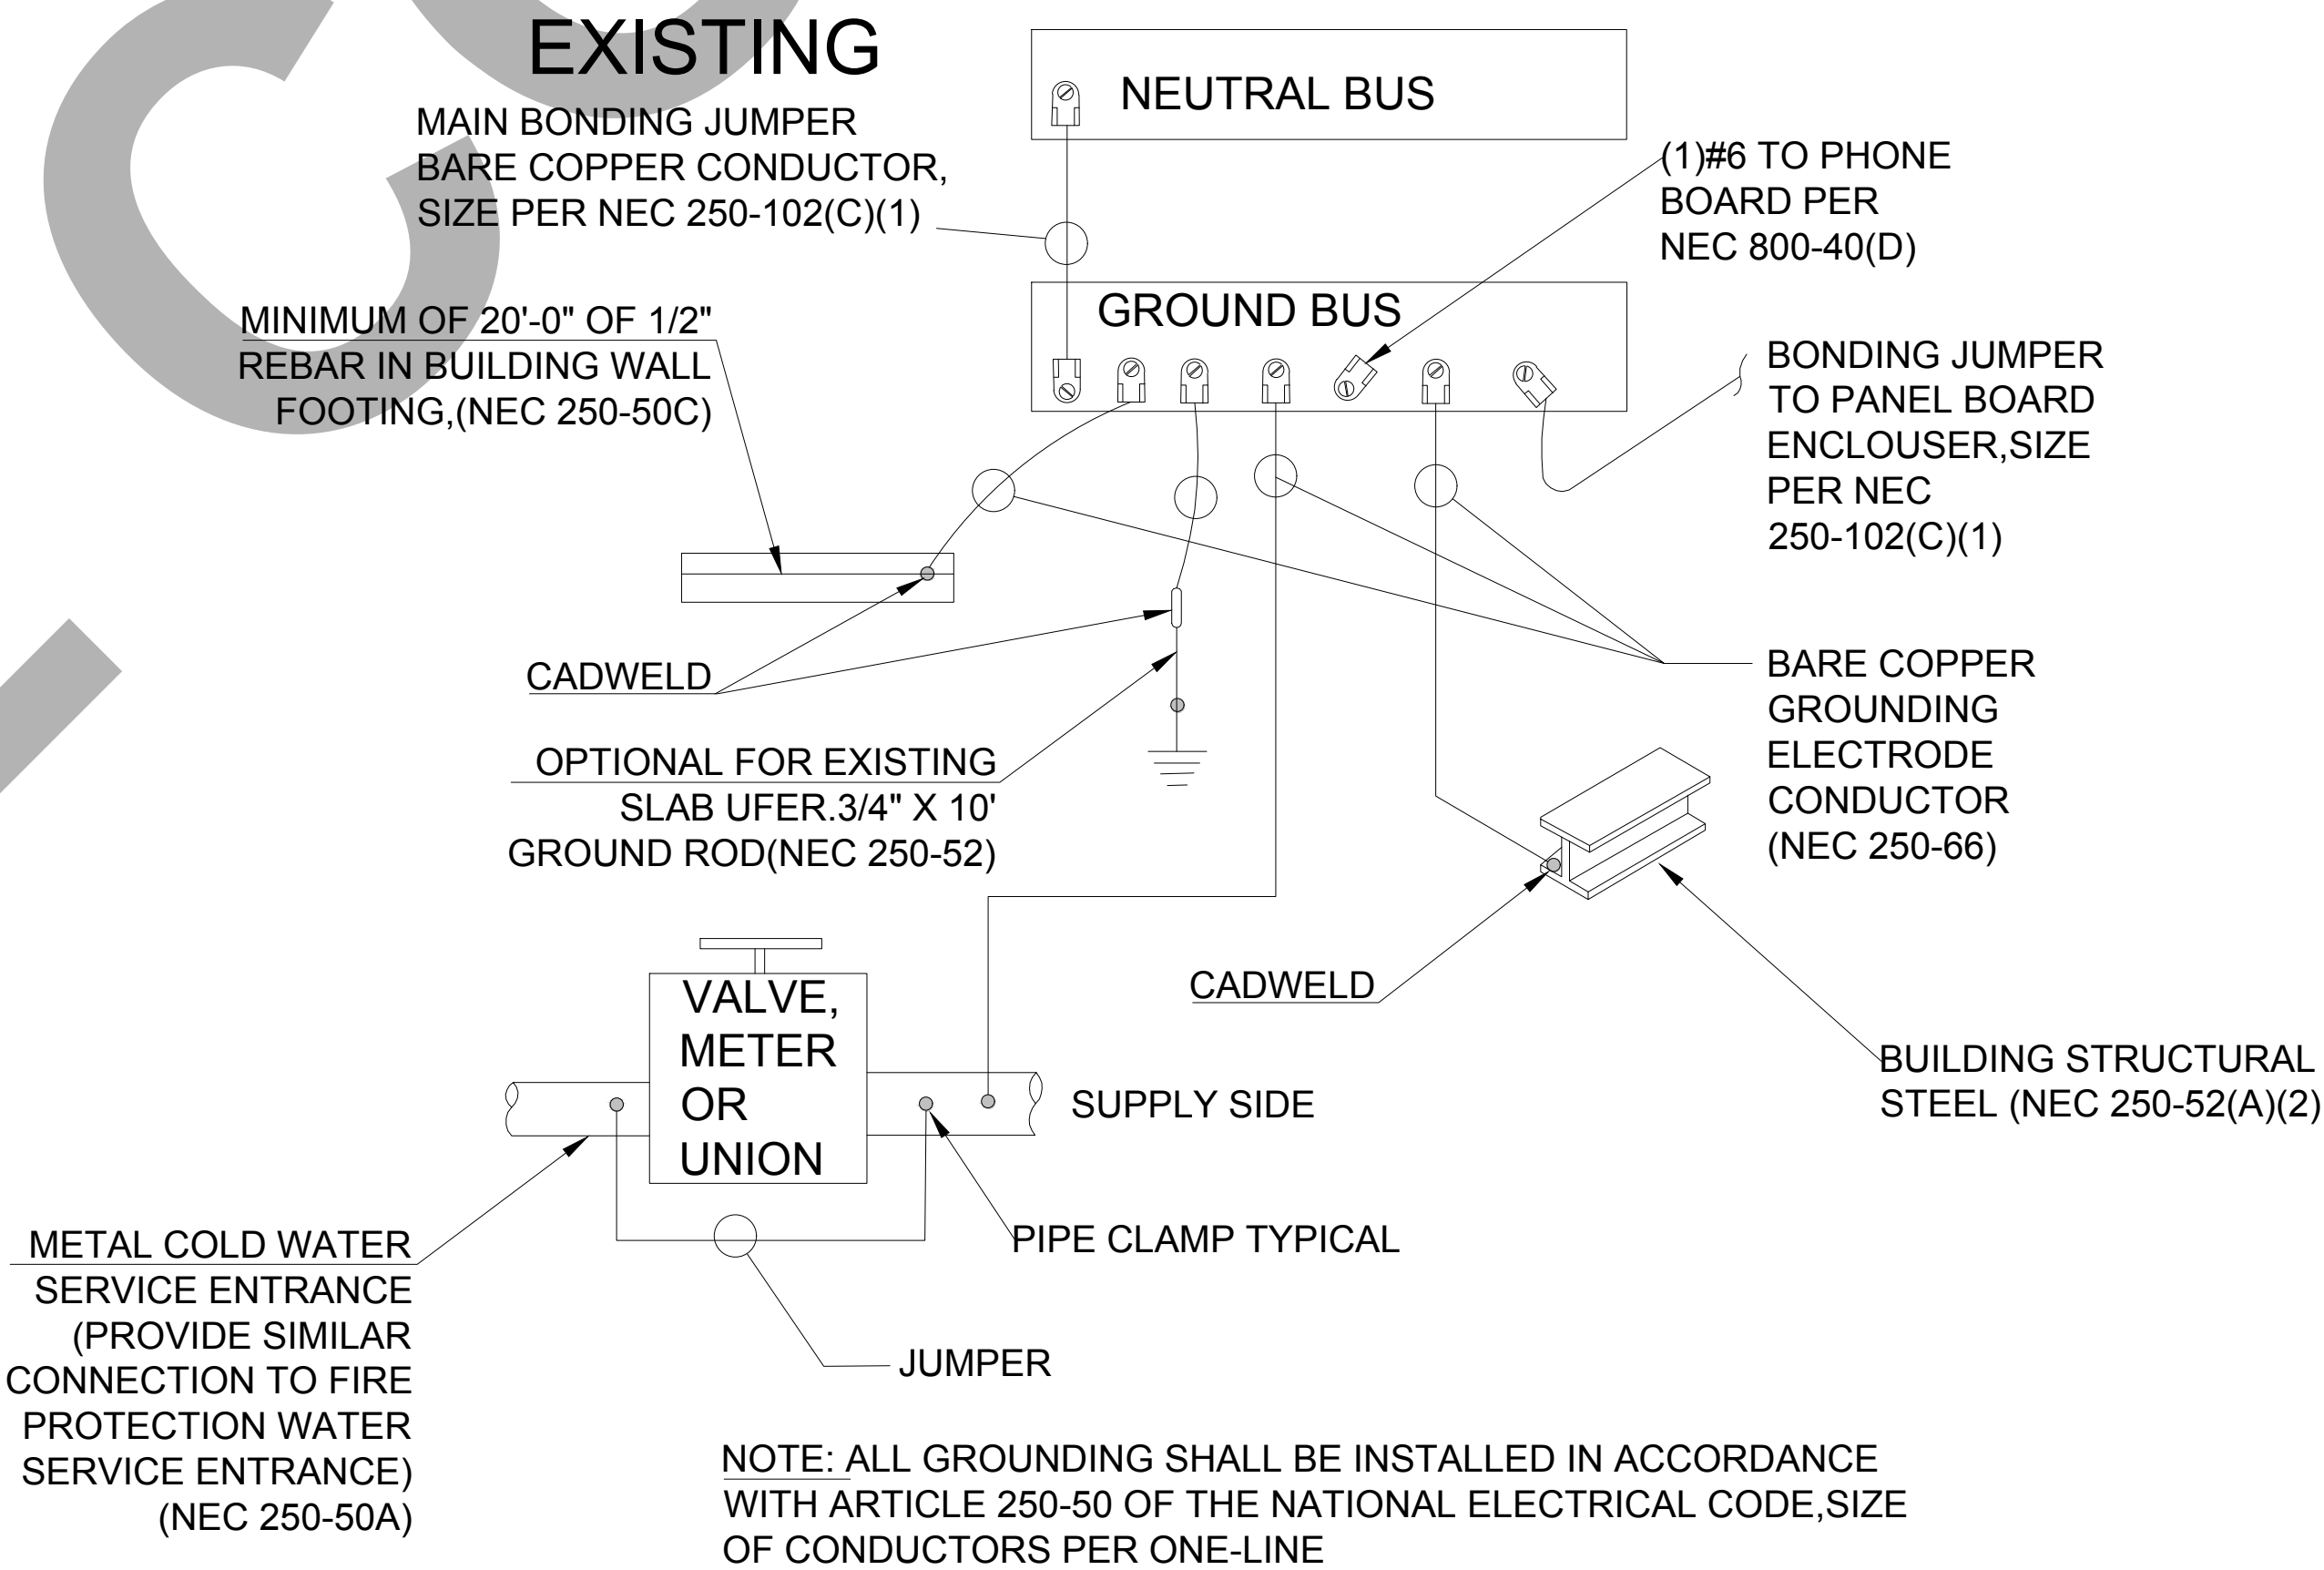 EXISTING
NEUTRAL BUS
MAIN BONDING JUMPER
BARE COPPER CONDUCTOR,
SIZE PER NEC 250-102(C)(1)
(1)#6 TO PHONE
BOARD PER
NEC 800-40(D)
GROUND BUS
MINIMUM OF 20'-0" OF 1/2"
REBAR IN BUILDING WALL
FOOTING,(NEC 250-50C)
BONDING JUMPER
TO PANEL BOARD
ENCLOUSER,SIZE
PER NEC
250-102(C)(1)
CADWELD
BARE COPPER
GROUNDING
ELECTRODE
CONDUCTOR
(NEC 250-66)
OPTIONAL FOR EXISTING
SLAB UFER.3/4" X 10'
GROUND ROD(NEC 250-52)
CADWELD
VALVE,
METER
OR
UNION
SUPPLY SIDE
BUILDING STRUCTURAL
STEEL (NEC 250-52(A)(2)
PIPE CLAMP TYPICAL
METAL COLD WATER
SERVICE ENTRANCE
(PROVIDE SIMILAR
CONNECTION TO FIRE
PROTECTION WATER
SERVICE ENTRANCE)
(NEC 250-50A)
JUMPER
NOTE: ALL GROUNDING SHALL BE INSTALLED IN ACCORDANCE
WITH ARTICLE 250-50 OF THE NATIONAL ELECTRICAL CODE,SIZE
OF CONDUCTORS PER ONE-LINE